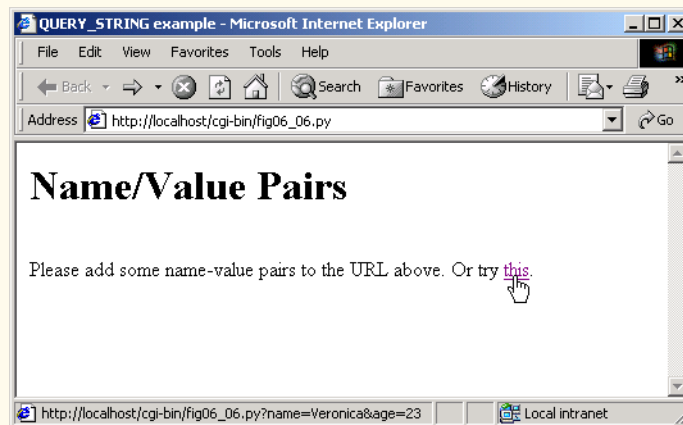 QUERY_STRING example - Microsoft Internet Explorer
File Edit View Favorites Tools Help
Back Search Favorites History
Address http://localhost/cgi-bin/fig06_06.py Go
Name/Value Pairs
Please add some name-value pairs to the URL above. Or try this.
http://localhost/cgi-bin/fig06_06.py?name=Veronica&age=23 Local intranet